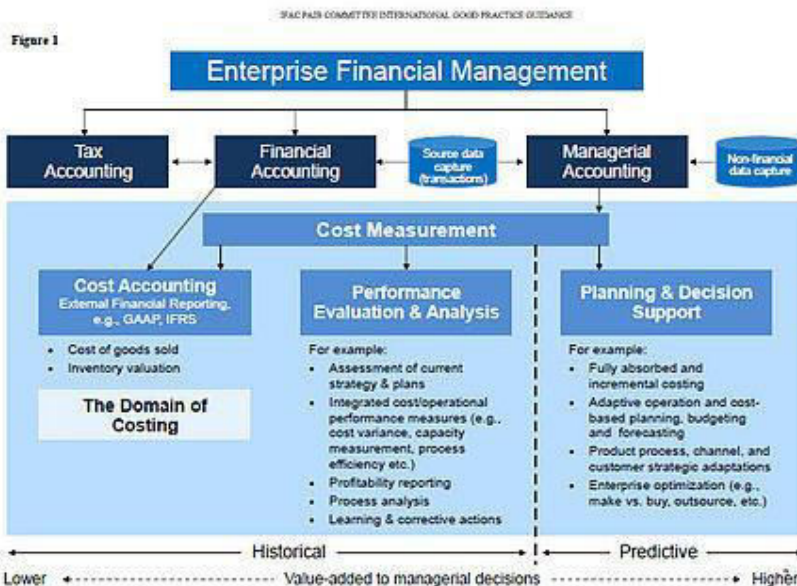 IFAC PAIB COMMITTEE INTERNATIONAL GOOD PRACTICE GUIDANCE
Figure 1
Enterprise Financial Management
Tax
Accounting
Financial
Accounting
Source data
capture
(transactions)
Managerial
Accounting
Non-financial
data capture
Cost Measurement
Cost Accounting
External Financial Reporting,
e.g., GAAP, IFRS
• Cost of goods sold
• Inventory valuation
The Domain of
Costing
Performance
Evaluation & Analysis
For example:
• Assessment of current
strategy & plans
• Integrated cost/operational
performance measures (e.g.,
cost variance, capacity
measurement, process
efficiency etc.)
• Profitability reporting
• Process analysis
• Learning & corrective actions
Planning & Decision
Support
For example:
• Fully absorbed and
incremental costing
• Adaptive operation and cost-
based planning, budgeting
and forecasting
• Product process, channel, and
customer strategic adaptations
• Enterprise optimization (e.g.,
make vs. buy, outsource, etc.)
Historical
Predictive
Lower
Value-added to managerial decisions
Higher